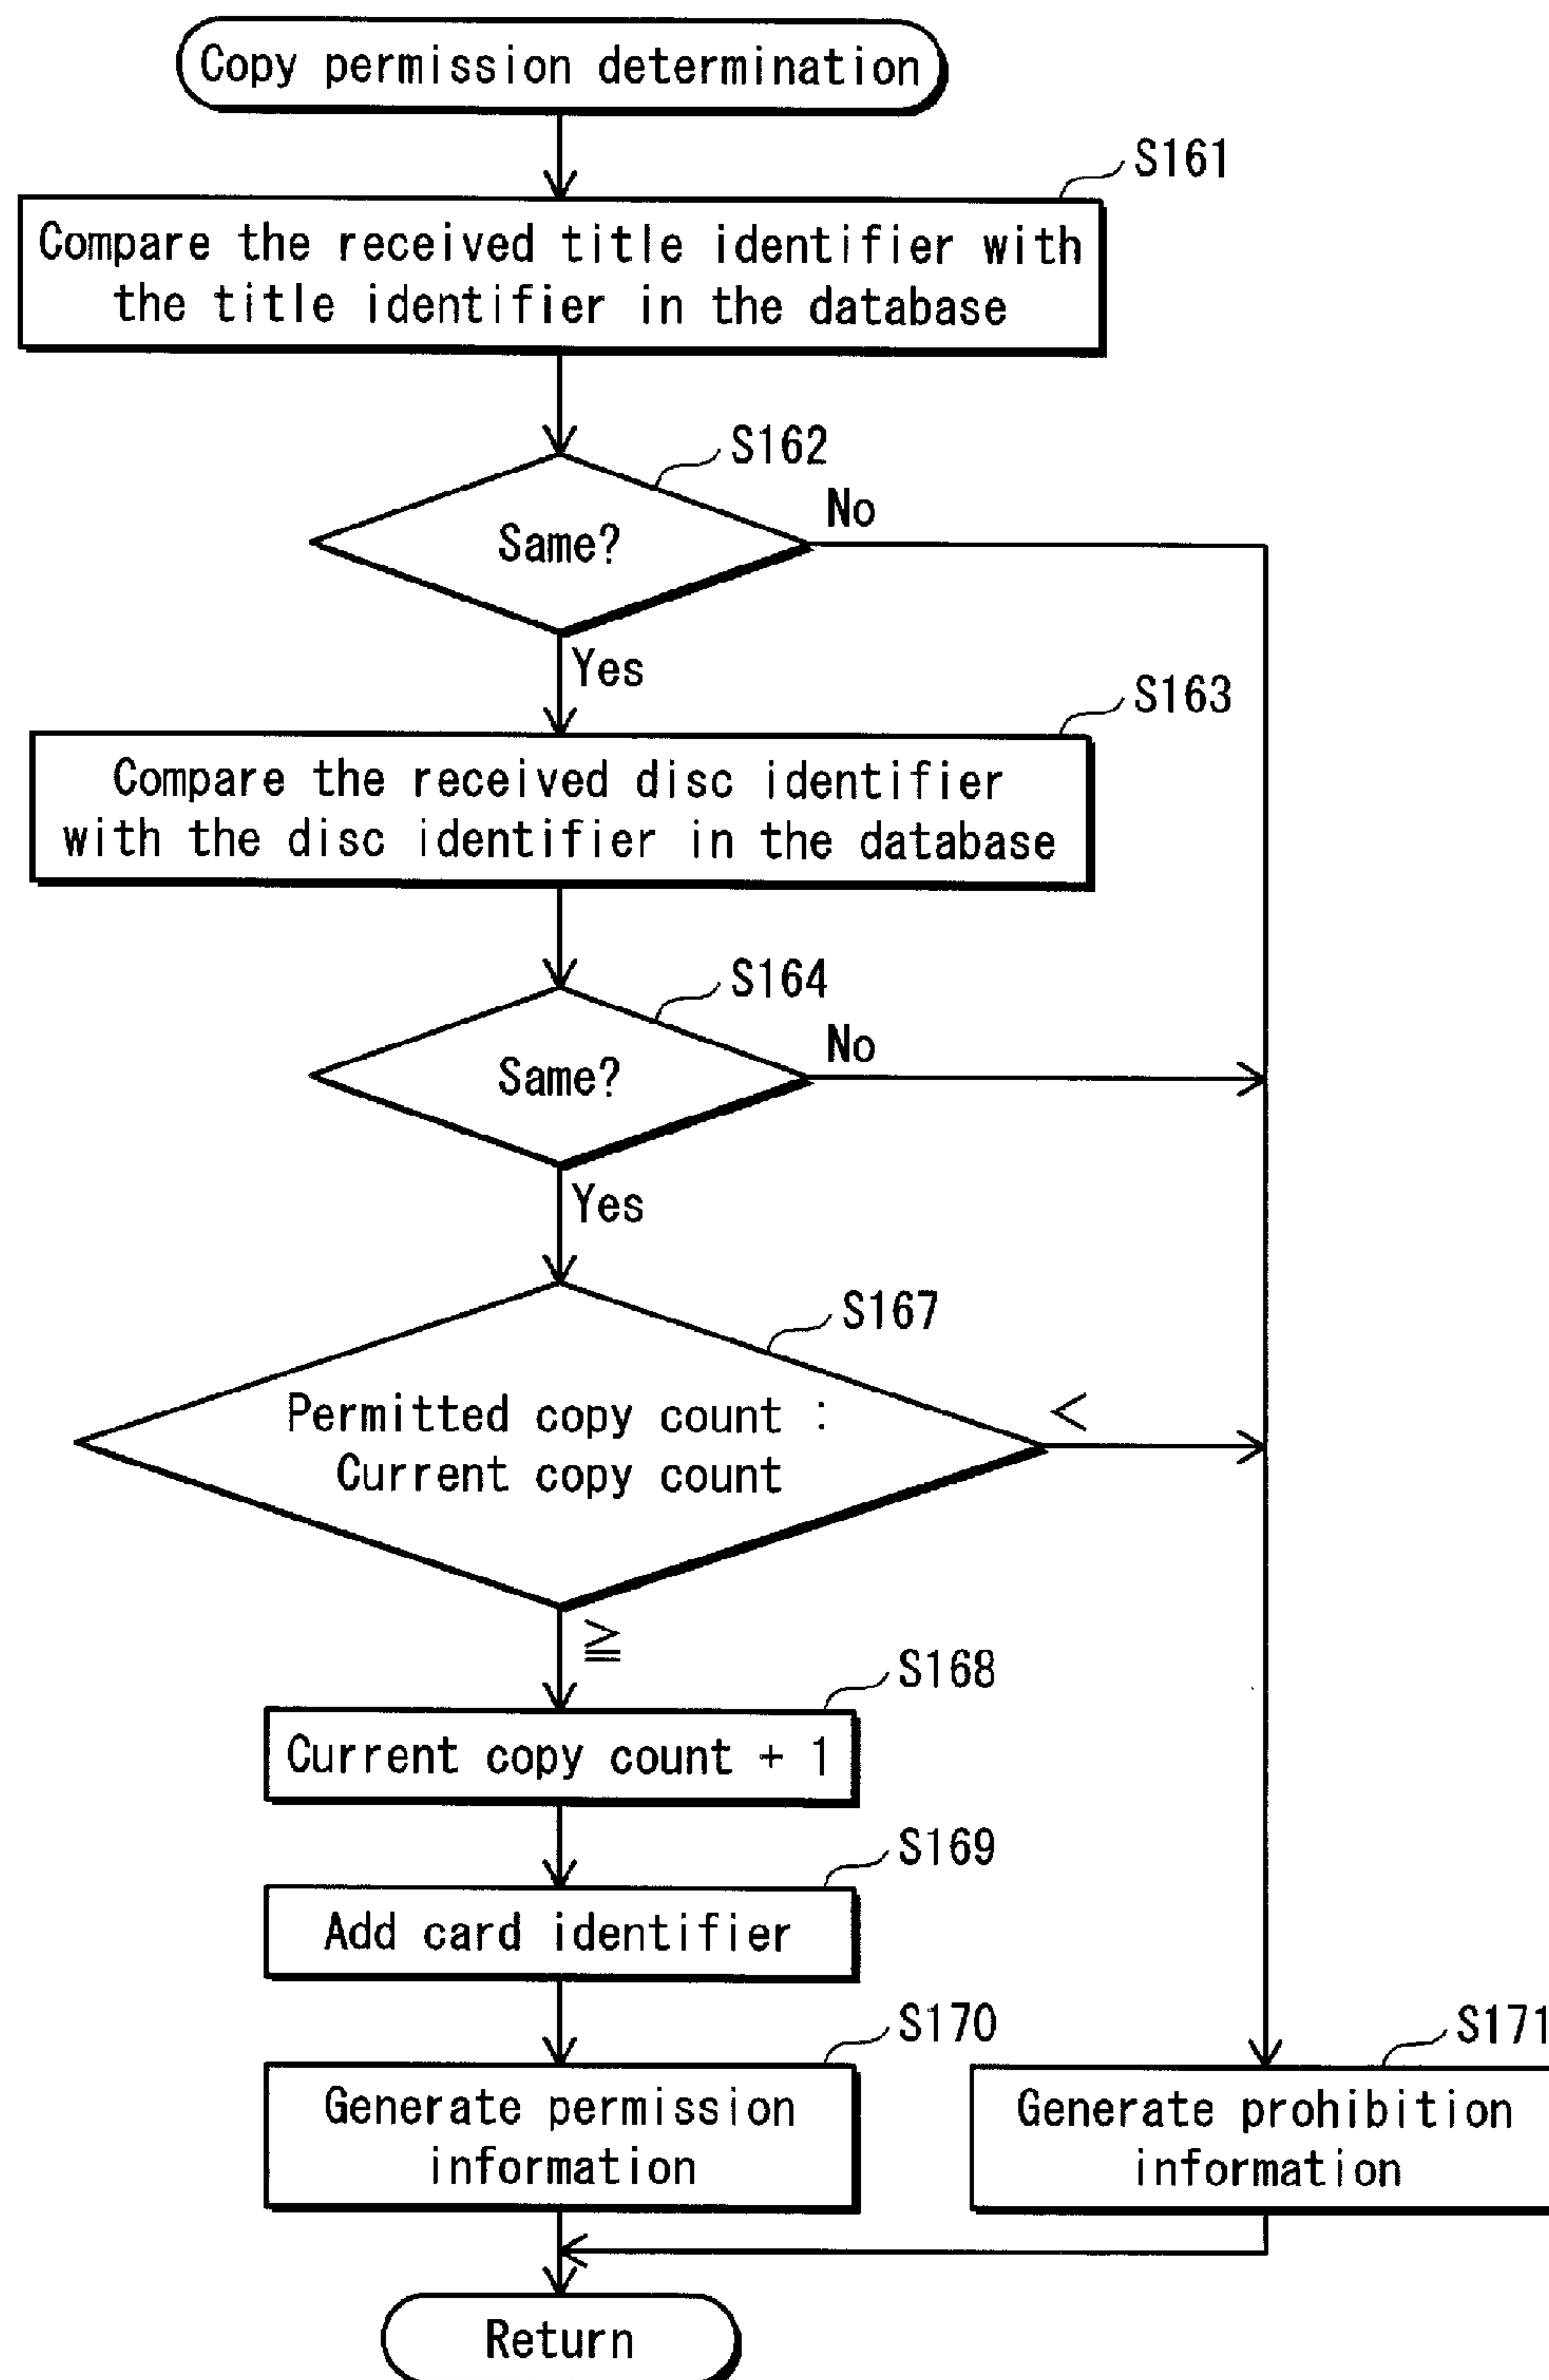 Copy permission determination
S161
Compare the received title identifier with
the title identifier in the database
S162
Same?
No
Yes
S163
Compare the received disc identifier
with the disc identifier in the database
S164
Same?
No
Yes
S167
Permitted copy count :
Current copy count
<
≧
S168
Current copy count + 1
S169
Add card identifier
S170
Generate permission
information
S171
Generate prohibition
information
Return